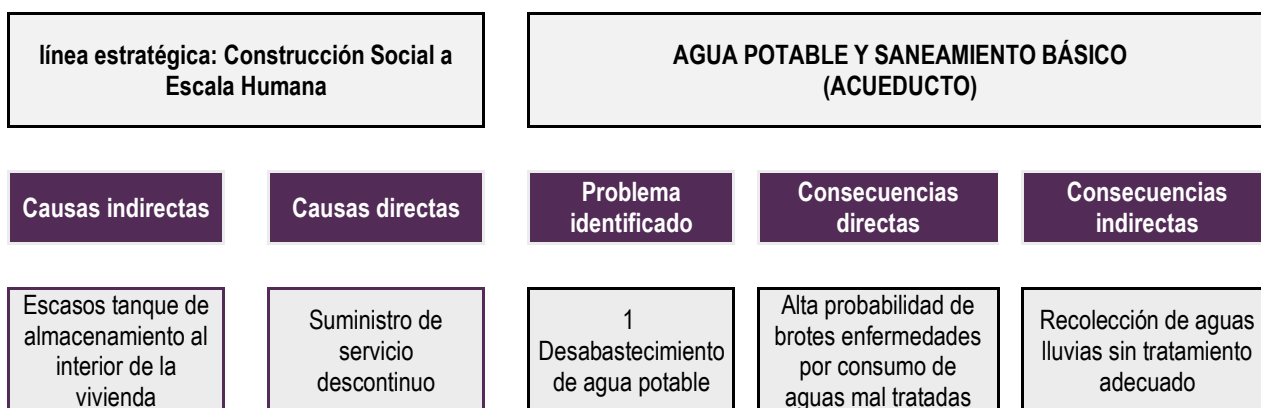 línea estratégica: Construcción Social a
Escala Humana
AGUA POTABLE Y SANEAMIENTO BÁSICO
(ACUEDUCTO)
Causas indirectas
Causas directas
Problema
identificado
Consecuencias
directas
Consecuencias
indirectas
Escasos tanque de
almacenamiento al
interior de la
vivienda
Suministro de
servicio
descontinuo
1
Desabastecimiento
de agua potable
Alta probabilidad de
brotes enfermedades
por consumo de
aguas mal tratadas
Recolección de aguas
lluvias sin tratamiento
adecuado